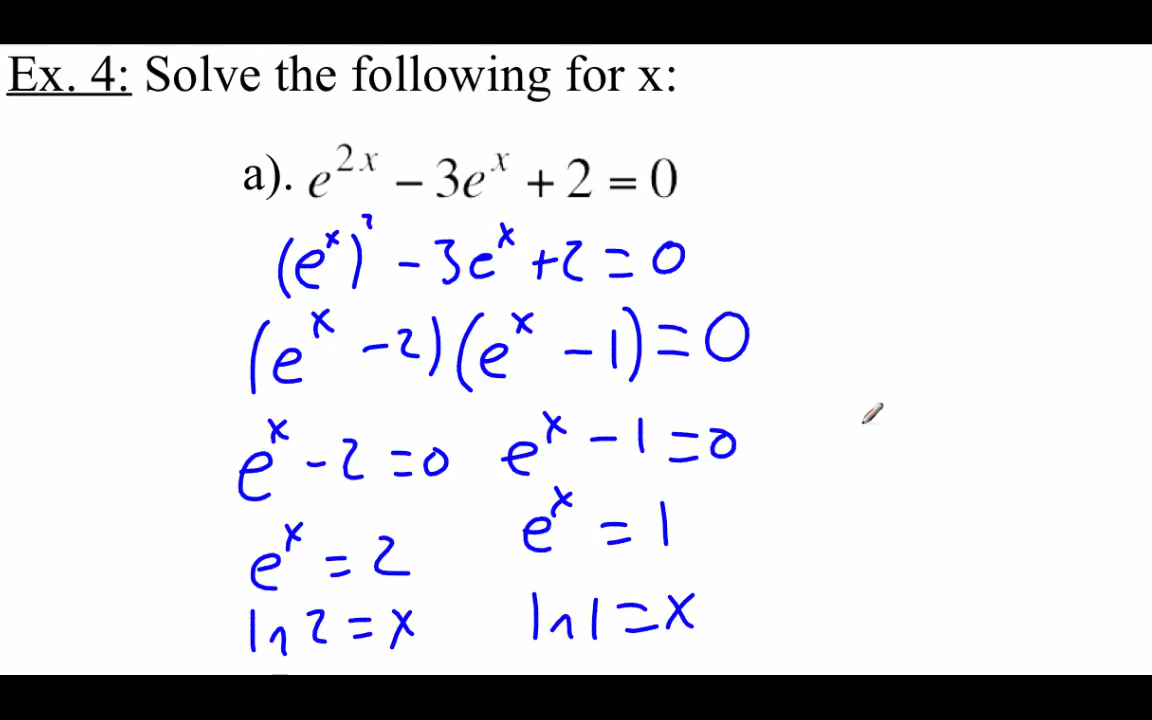 Ex. 4: Solve the following for x:
a). e^{2x} − 3e^x + 2 = 0
(e^x)^2 − 3e^x + 2 = 0
(e^x − 2)(e^x − 1) = 0
e^x − 2 = 0 e^x − 1 = 0
e^x = 2 e^x = 1
ln 2 = x ln 1 = x